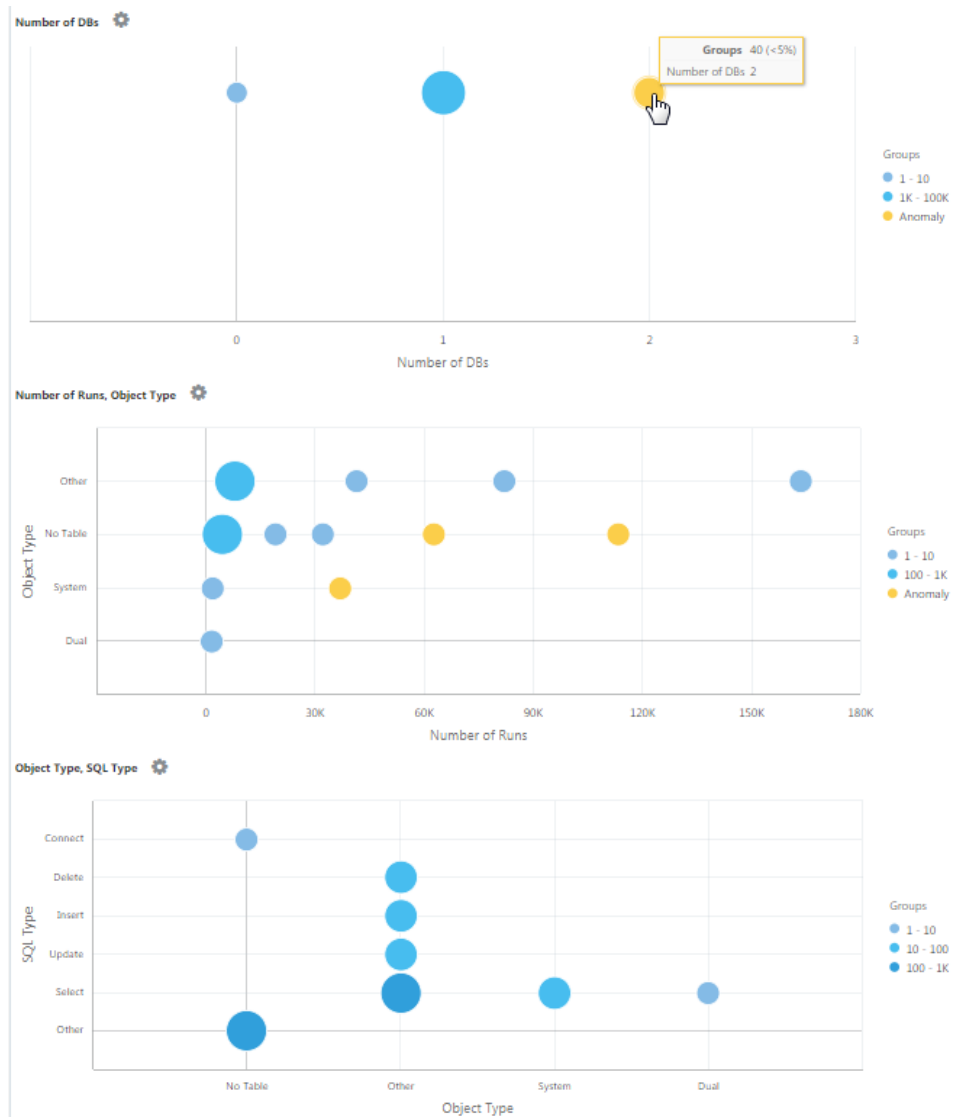 Number of DBs
Groups 40 (<5%)
Number of DBs 2
Groups
1 - 10
1K - 100K
Anomaly
0 1 2 3
Number of DBs
Number of Runs, Object Type
Object Type
Other
No Table
System
Dual
Groups
1 - 10
100 - 1K
Anomaly
0 30K 60K 90K 120K 150K 180K
Number of Runs
Object Type, SQL Type
SQL Type
Connect
Delete
Insert
Update
Select
Other
Groups
1 - 10
10 - 100
100 - 1K
No Table Other System Dual
Object Type